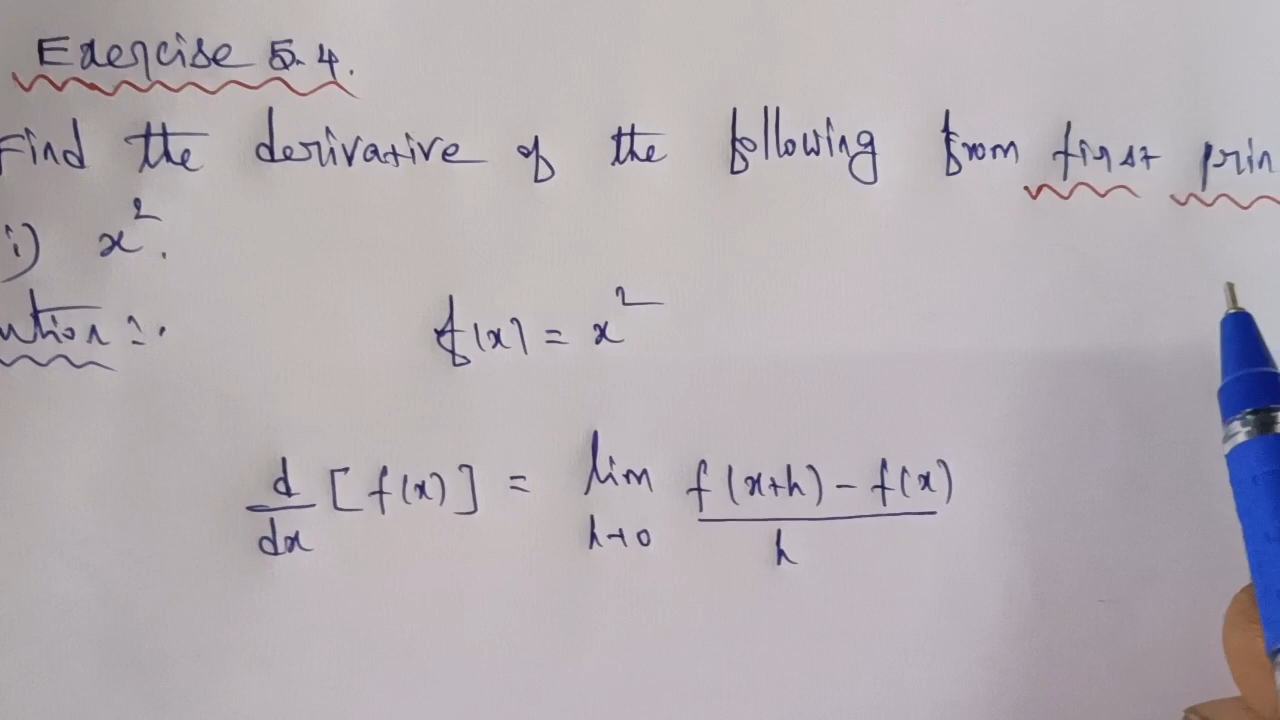 Exercise 5.4.
Find the derivative of the following from first prin
i) x².
ution :.
f(x) = x²
d/dx [f(x)] = lim h→0 f(x+h) - f(x) / h